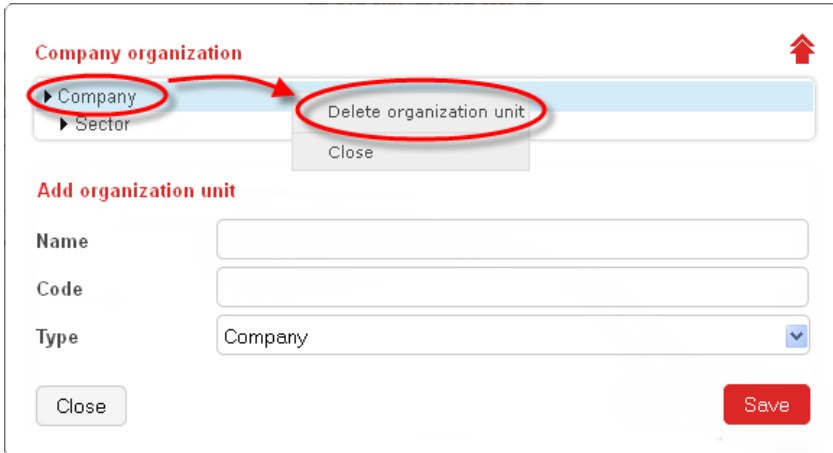 Company organization
Company
Delete organization unit
Sector
Close
Add organization unit
Name
Code
Type Company
Close Save